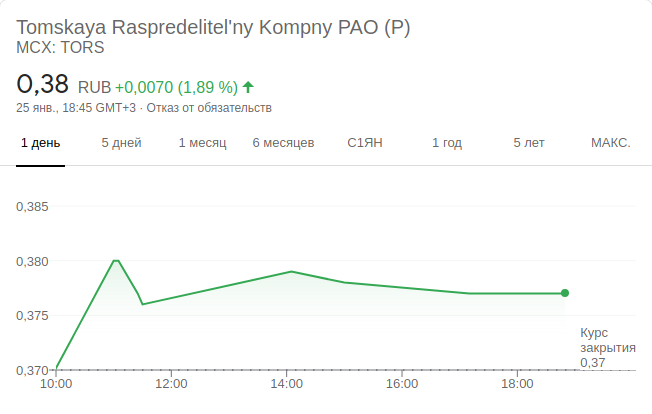 Tomskaya Raspredelitel'ny Kompny PAO (P)
MCX: TORS
0,38 RUB +0,0070 (1,89 %)
25 янв., 18:45 GMT+3 · Отказ от обязательств
1 день 5 дней 1 месяц 6 месяцев С1ЯН 1 год 5 лет МАКС.
0,385
0,380
0,375
Курс
закрытия
0,37
0,370
10:00 12:00 14:00 16:00 18:00